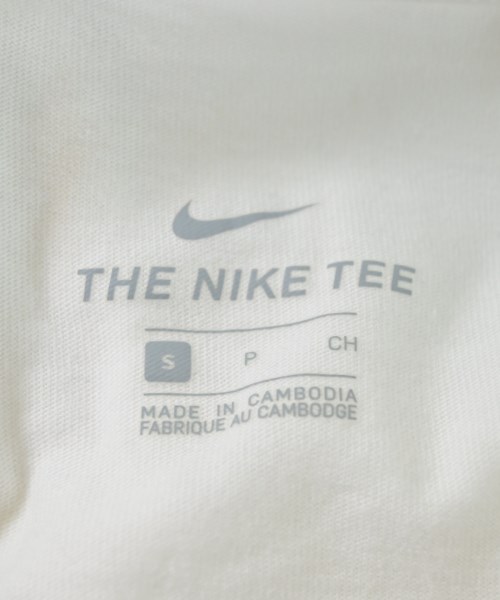 THE NIKE TEE
S P CH
MADE IN CAMBODIA
FABRIQUE AU CAMBODGE